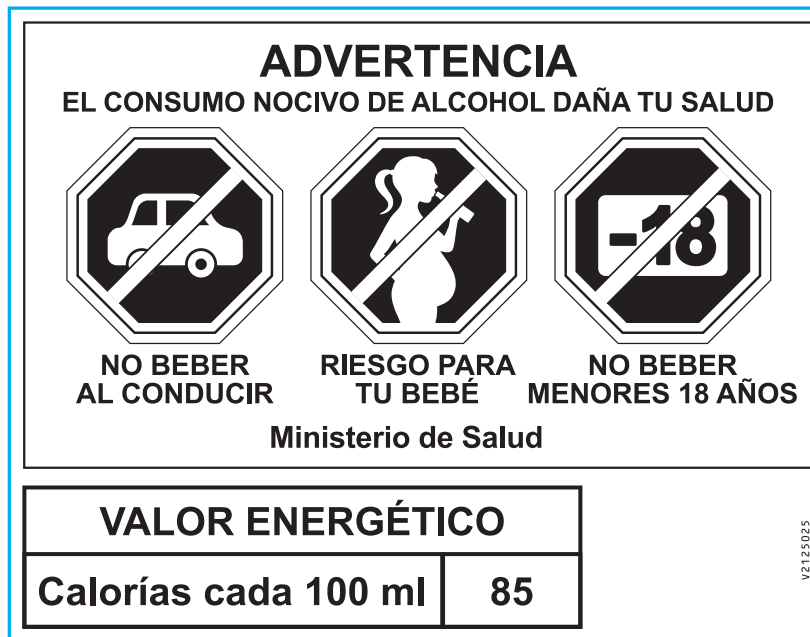 ADVERTENCIA
EL CONSUMO NOCIVO DE ALCOHOL DAÑA TU SALUD
-18
NO BEBER
AL CONDUCIR
RIESGO PARA
TU BEBÉ
NO BEBER
MENORES 18 AÑOS
Ministerio de Salud
VALOR ENERGÉTICO
Calorías cada 100 ml 85
V2125025